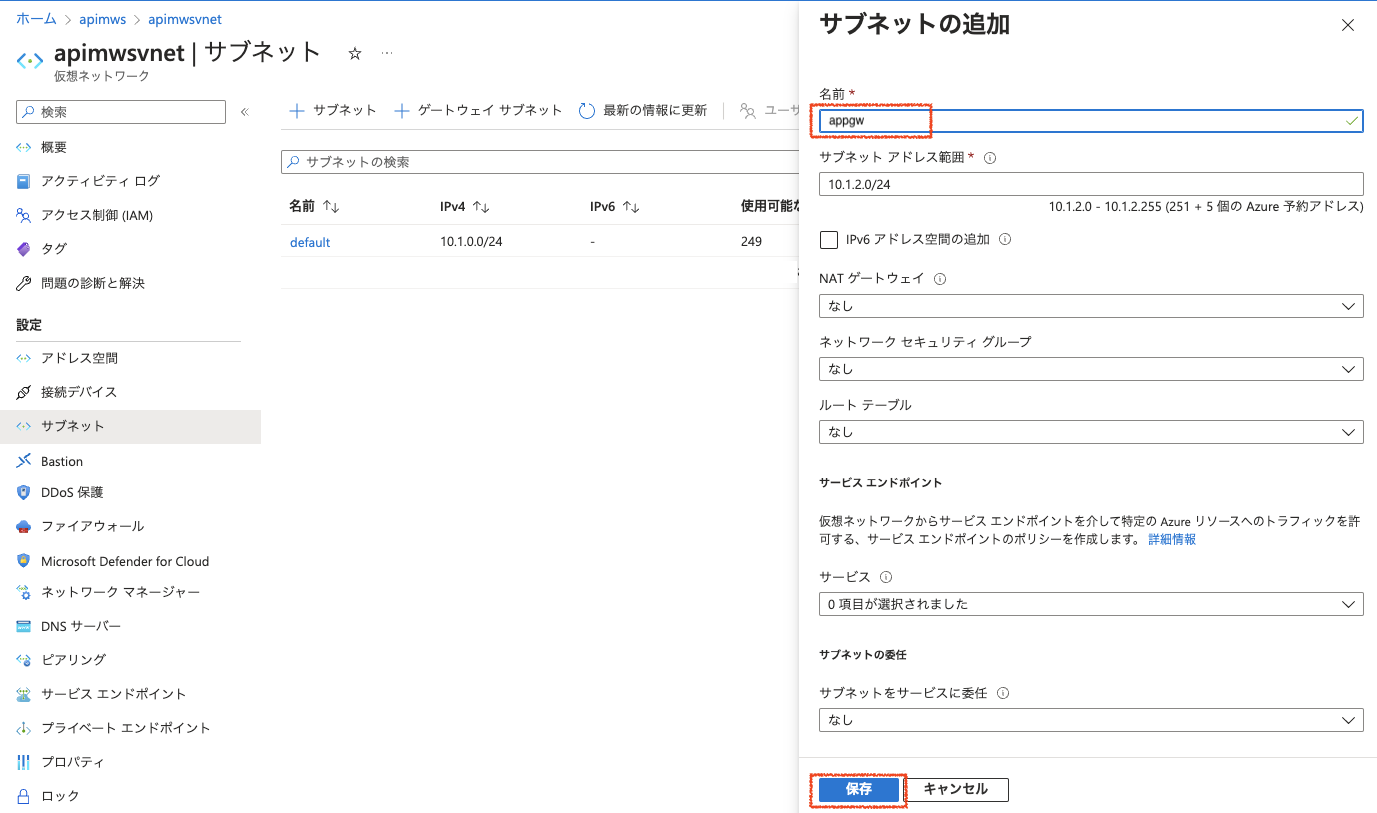 ホーム > apimws > apimwsvnet
apimwsvnet | サブネット ☆ …
仮想ネットワーク
検索 «
概要
アクティビティ ログ
アクセス制御 (IAM)
タグ
問題の診断と解決
設定
アドレス空間
接続デバイス
サブネット
Bastion
DDoS 保護
ファイアウォール
Microsoft Defender for Cloud
ネットワーク マネージャー
DNS サーバー
ピアリング
サービス エンドポイント
プライベート エンドポイント
プロパティ
ロック
+ サブネット + ゲートウェイ サブネット 最新の情報に更新
サブネットの検索
名前 ↑↓ IPv4 ↑↓ IPv6 ↑↓ 使用可能な
default 10.1.0.0/24 - 249
サブネットの追加
名前 *
appgw
サブネット アドレス範囲 *
10.1.2.0/24
10.1.2.0 - 10.1.2.255 (251 + 5 個の Azure 予約アドレス)
IPv6 アドレス空間の追加
NAT ゲートウェイ
なし
ネットワーク セキュリティ グループ
なし
ルート テーブル
なし
サービス エンドポイント
仮想ネットワークからサービス エンドポイントを介して特定の Azure リソースへのトラフィックを許
可する、サービス エンドポイントのポリシーを作成します。 詳細情報
サービス
0 項目が選択されました
サブネットの委任
サブネットをサービスに委任
なし
保存 キャンセル